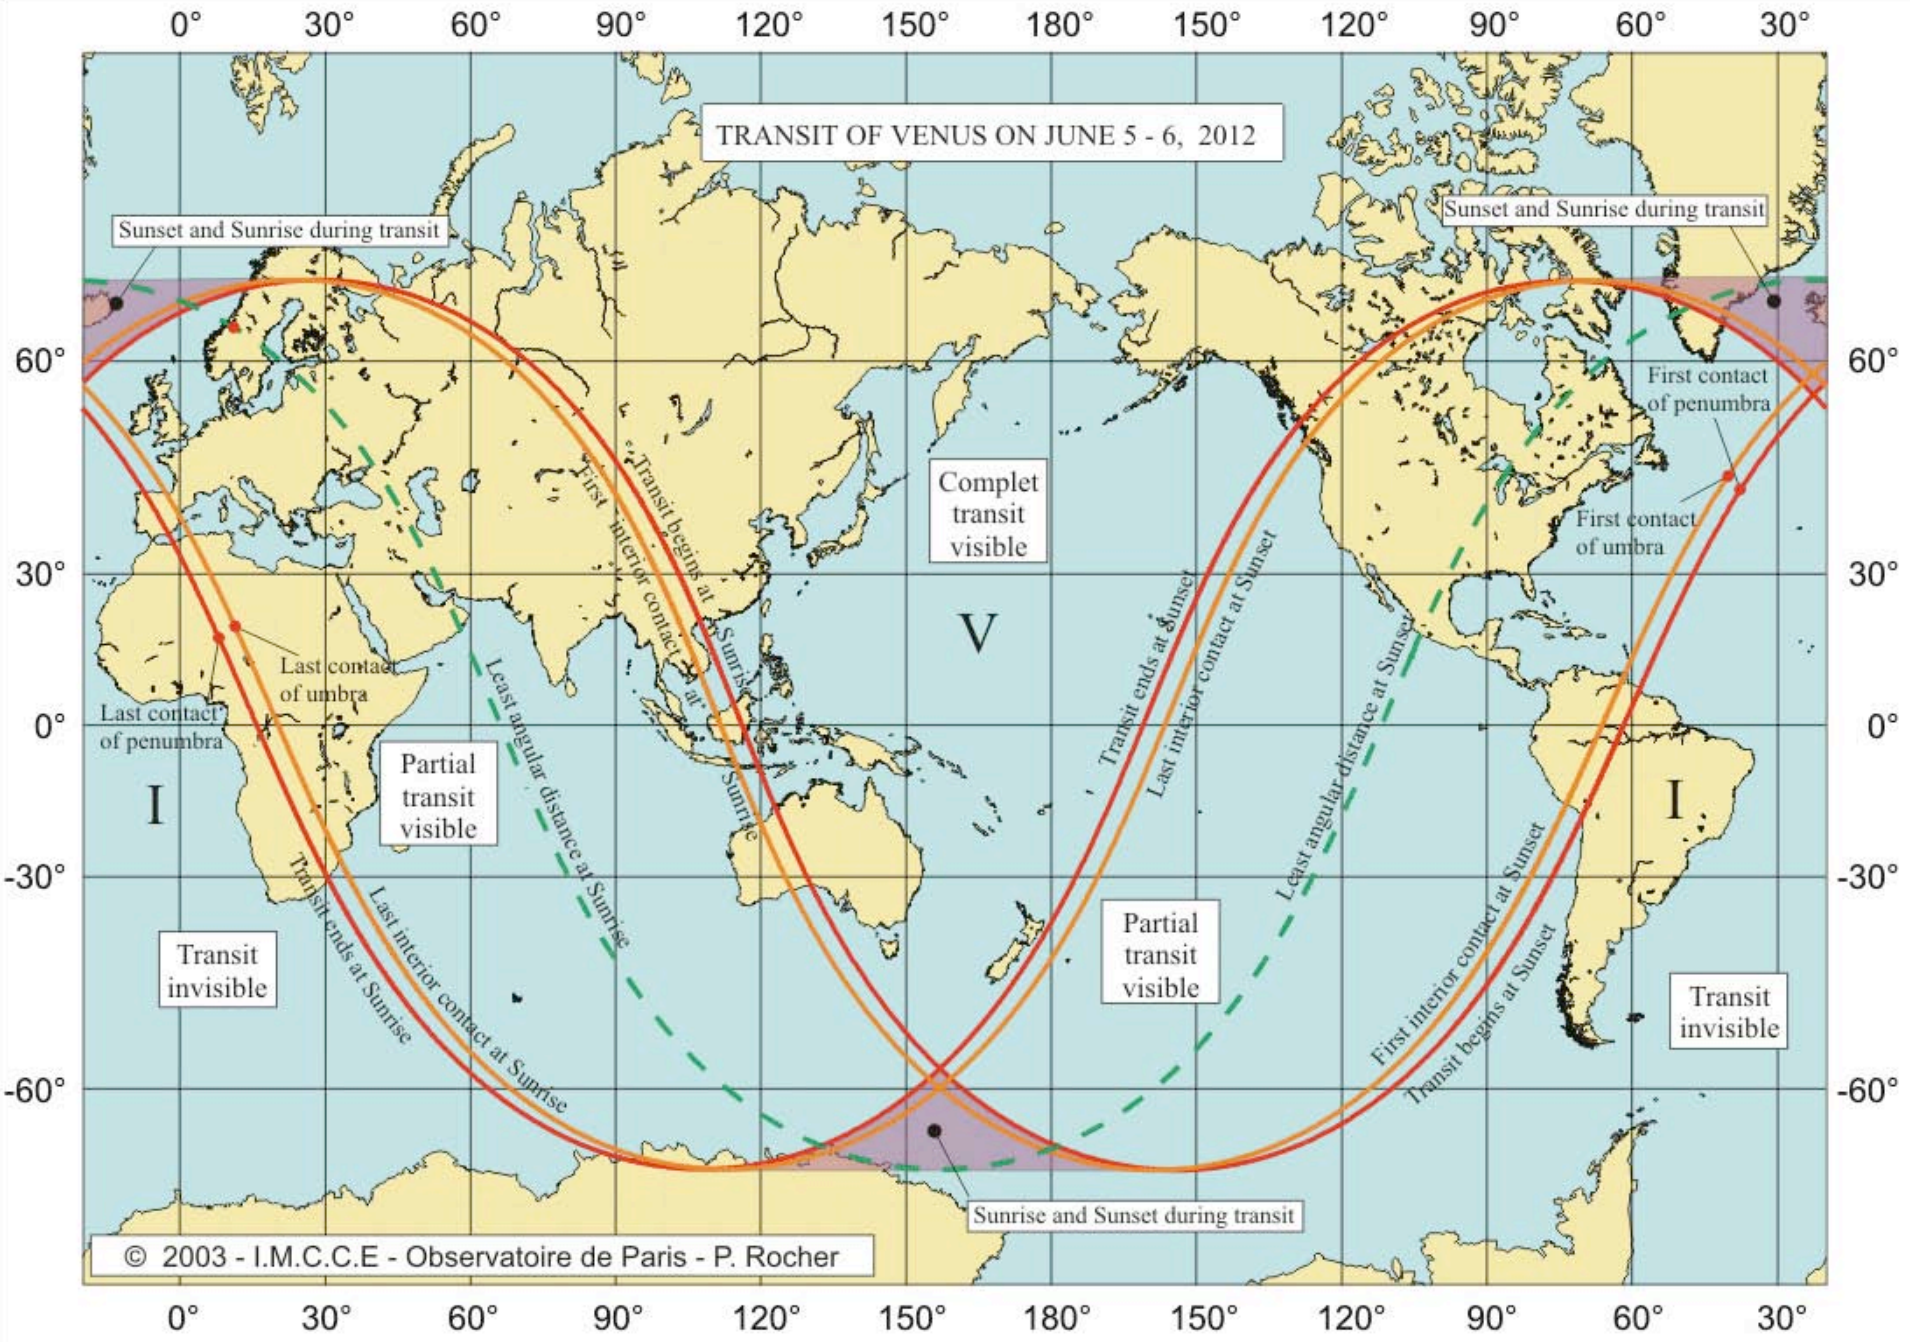 0° 30° 60° 90° 120° 150° 180° 150° 120° 90° 60° 30°
TRANSIT OF VENUS ON JUNE 5 - 6, 2012
Sunset and Sunrise during transit
Sunset and Sunrise during transit
60°
60°
First contact
of penumbra
Complet
transit
visible
First contact
of umbra
30°
30°
Transit begins at Sunrise
First interior contact at Sunrise
Transit ends at Sunset
Last interior contact at Sunset
V
Last contact
of umbra
Last contact
of penumbra
0°
0°
Least angular distance at Sunrise
Least angular distance at Sunset
I
Partial
transit
visible
I
-30°
-30°
Transit ends at Sunrise
Last interior contact at Sunrise
First interior contact at Sunset
Transit begins at Sunset
Transit
invisible
Partial
transit
visible
Transit
invisible
-60°
-60°
Sunrise and Sunset during transit
© 2003 - I.M.C.C.E - Observatoire de Paris - P. Rocher
0° 30° 60° 90° 120° 150° 180° 150° 120° 90° 60° 30°